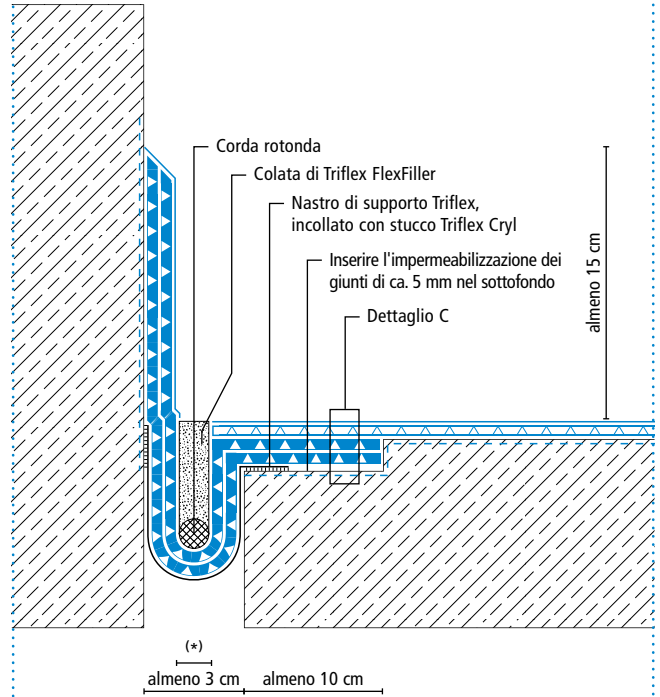 Corda rotonda
Colata di Triflex FlexFiller
Nastro di supporto Triflex,
incollato con stucco Triflex Cryl
Inserire l'impermeabilizzazione dei
giunti di ca. 5 mm nel sottofondo
Dettaglio C
almeno 15 cm
(*)
almeno 3 cm
almeno 10 cm